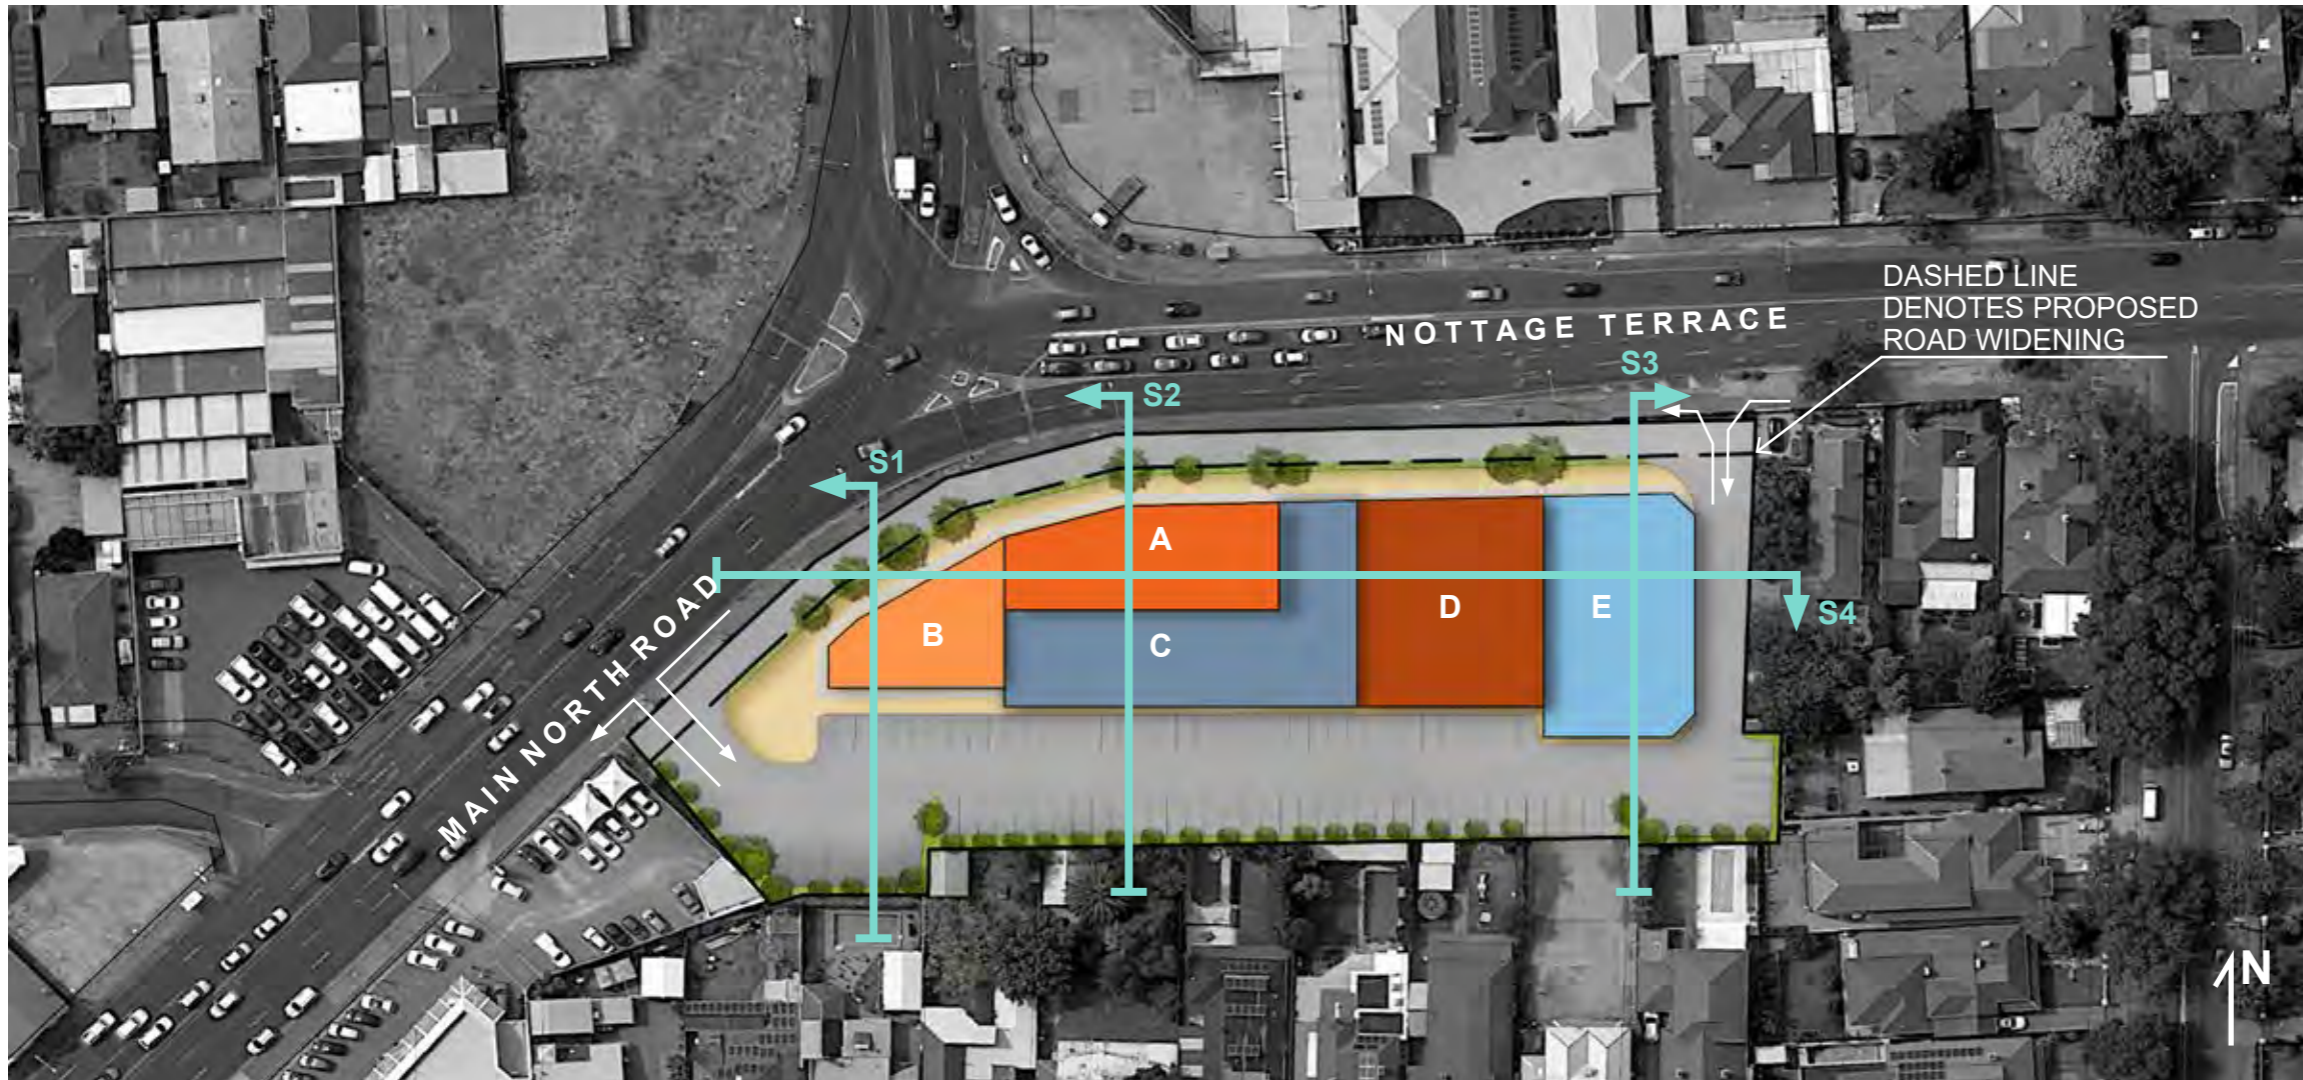 DASHED LINE
DENOTES PROPOSED
ROAD WIDENING
NOTTAGE TERRACE
S3
S2
S1
A
B
C
D
E
S4
MAIN NORTH ROAD
N